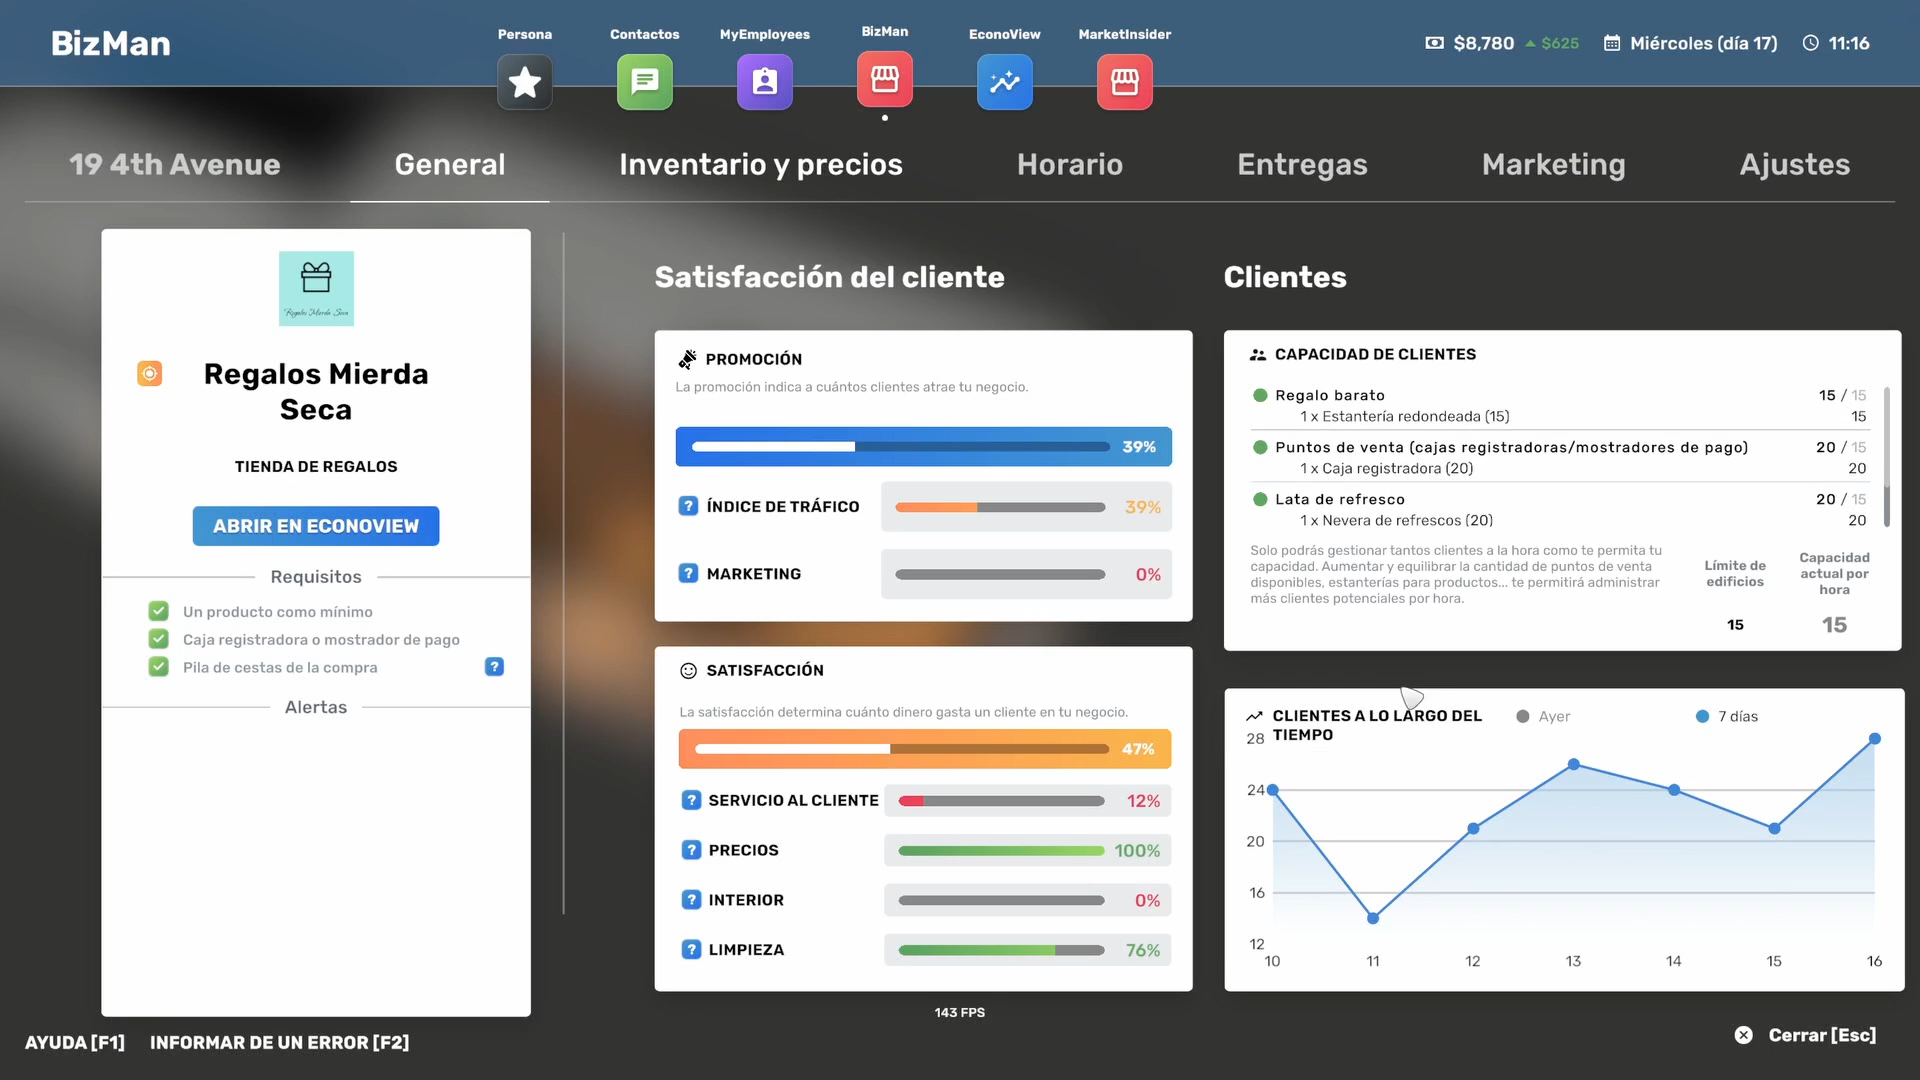 BizMan
Persona
Contactos
MyEmployees
BizMan
EconoView
MarketInsider
$8,780
$625
Miércoles (día 17)
11:16
19 4th Avenue
General
Inventario y precios
Horario
Entregas
Marketing
Ajustes
Regalos Mierda Seca
Regalos Mierda
Seca
TIENDA DE REGALOS
ABRIR EN ECONOVIEW
Requisitos
Un producto como mínimo
Caja registradora o mostrador de pago
Pila de cestas de la compra
?
Alertas
Satisfacción del cliente
PROMOCIÓN
La promoción indica a cuántos clientes atrae tu negocio.
39%
? ÍNDICE DE TRÁFICO 39%
? MARKETING 0%
SATISFACCIÓN
La satisfacción determina cuánto dinero gasta un cliente en tu negocio.
47%
? SERVICIO AL CLIENTE 12%
? PRECIOS 100%
? INTERIOR 0%
? LIMPIEZA 76%
Clientes
CAPACIDAD DE CLIENTES
Regalo barato 15 / 15
1 x Estantería redondeada (15) 15
Puntos de venta (cajas registradoras/mostradores de pago) 20 / 15
1 x Caja registradora (20) 20
Lata de refresco 20 / 15
1 x Nevera de refrescos (20) 20
Solo podrás gestionar tantos clientes a la hora como te permita tu
capacidad. Aumentar y equilibrar la cantidad de puntos de venta
disponibles, estanterías para productos... te permitirá administrar
más clientes potenciales por hora.
Límite de
edificios
15
Capacidad
actual por
hora
15
CLIENTES A LO LARGO DEL
TIEMPO
Ayer
7 días
28
24
20
16
12
10 11 12 13 14 15 16
143 FPS
AYUDA [F1]
INFORMAR DE UN ERROR [F2]
Cerrar [Esc]